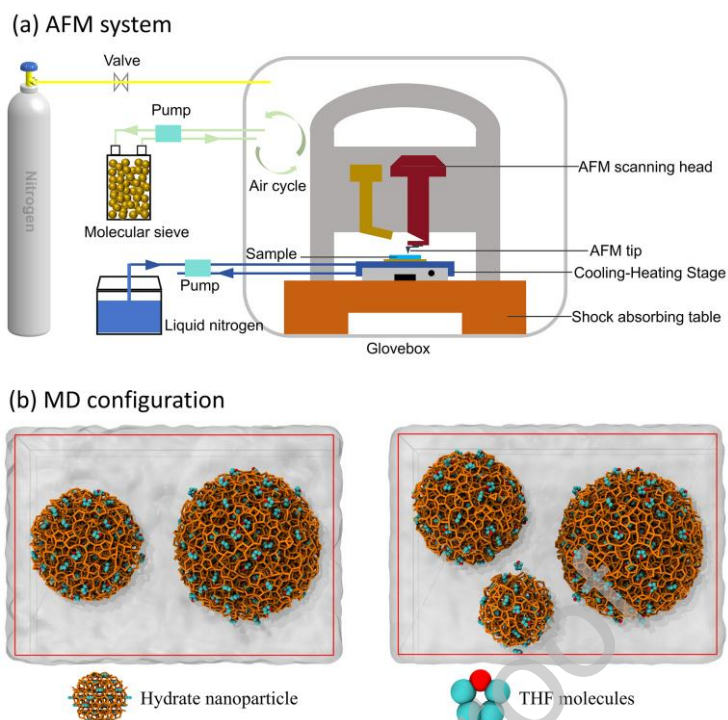 (a) AFM system
Valve
Pump
Nitrogen
Air cycle
AFM scanning head
Molecular sieve
Sample
AFM tip
Cooling-Heating Stage
Pump
Liquid nitrogen
Shock absorbing table
Glovebox
(b) MD configuration
Hydrate nanoparticle
THF molecules